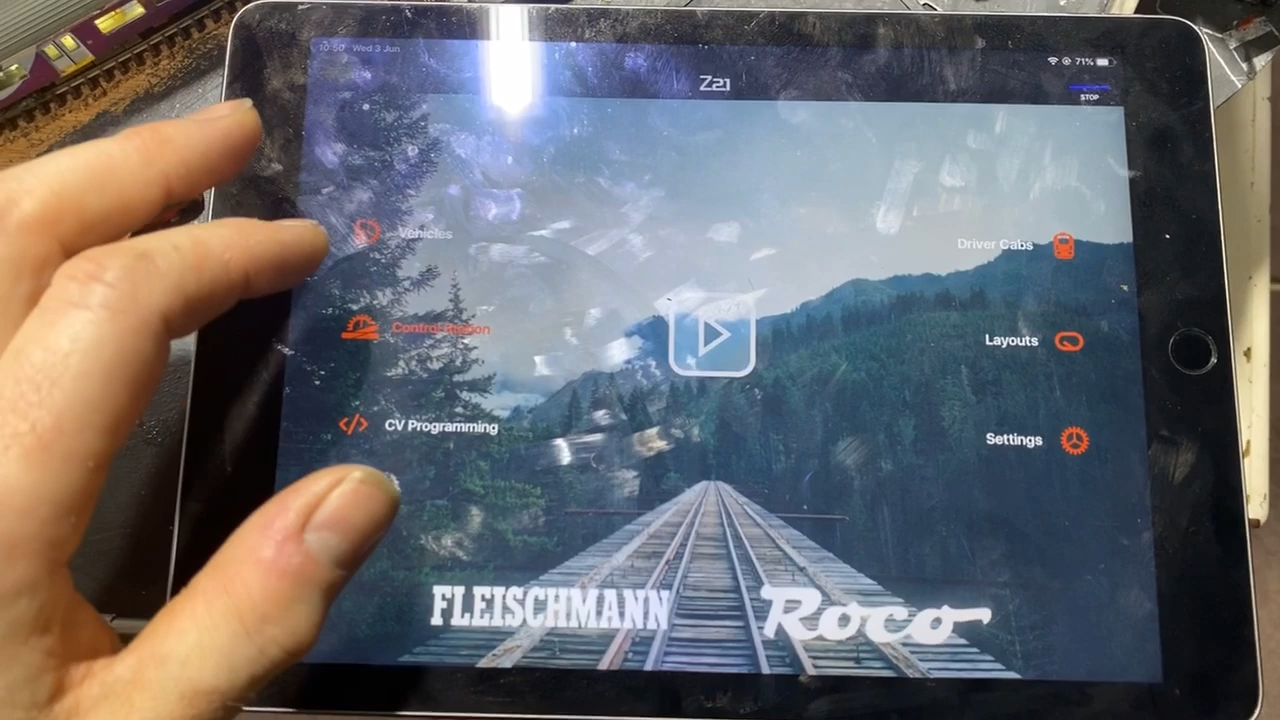 10:50 Wed 3 Jun
71%
Z21
STOP
Vehicles
Driver Cabs
Control Station
Layouts
CV Programming
Settings
FLEISCHMANN
Roco